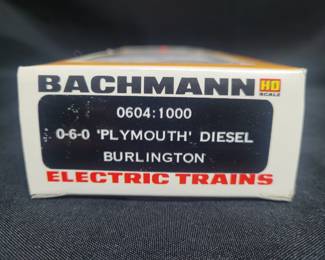 BACHMANN HO SCALE
0604:1000
0-6-0 'PLYMOUTH' DIESEL
BURLINGTON
ELECTRIC TRAINS